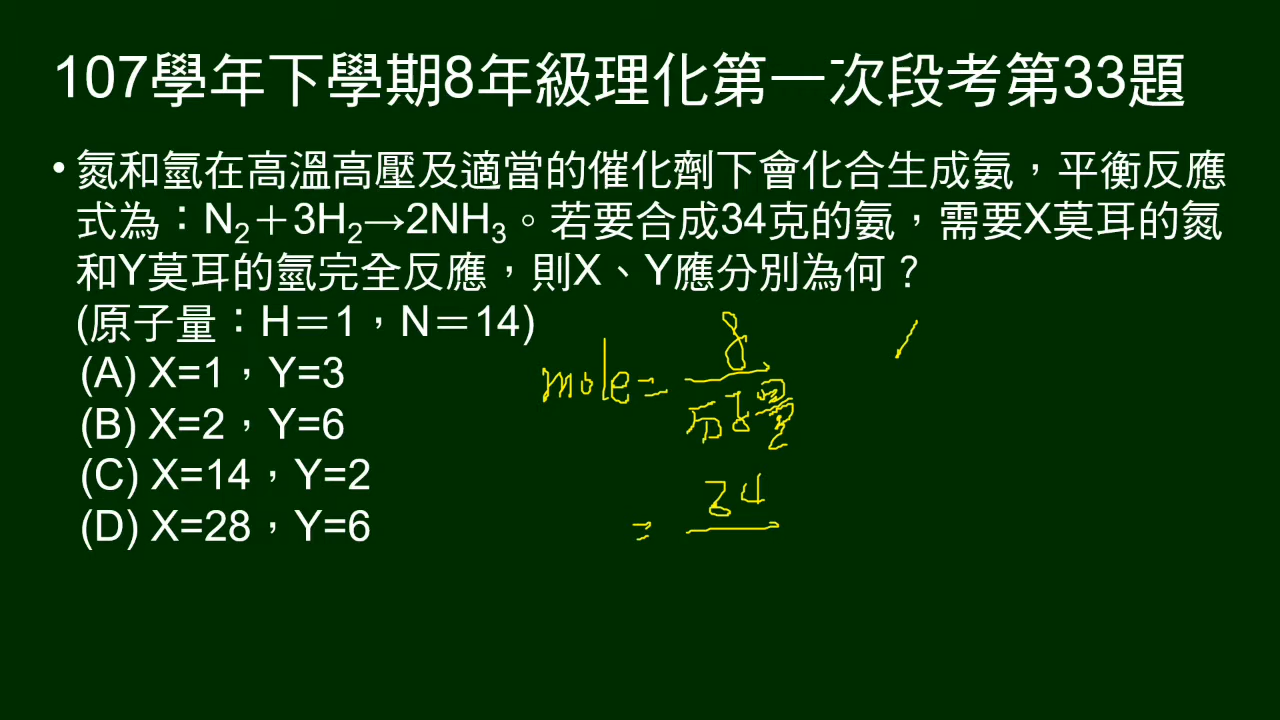 107學年下學期8年級理化第一次段考第33題
• 氮和氫在高溫高壓及適當的催化劑下會化合生成氨，平衡反應
式為：N₂＋3H₂→2NH₃。若要合成34克的氨，需要X莫耳的氮
和Y莫耳的氫完全反應，則X、Y應分別為何？
(原子量：H＝1，N＝14)
(A) X=1，Y=3
(B) X=2，Y=6
(C) X=14，Y=2
(D) X=28，Y=6
mole = g / 分子量
= 34